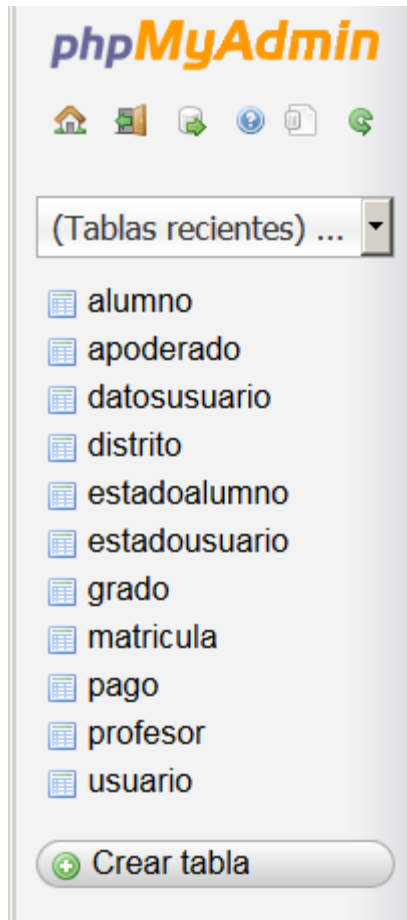 phpMyAdmin
(Tablas recientes) ...
alumno
apoderado
datosusuario
distrito
estadoalumno
estadousuario
grado
matricula
pago
profesor
usuario
Crear tabla